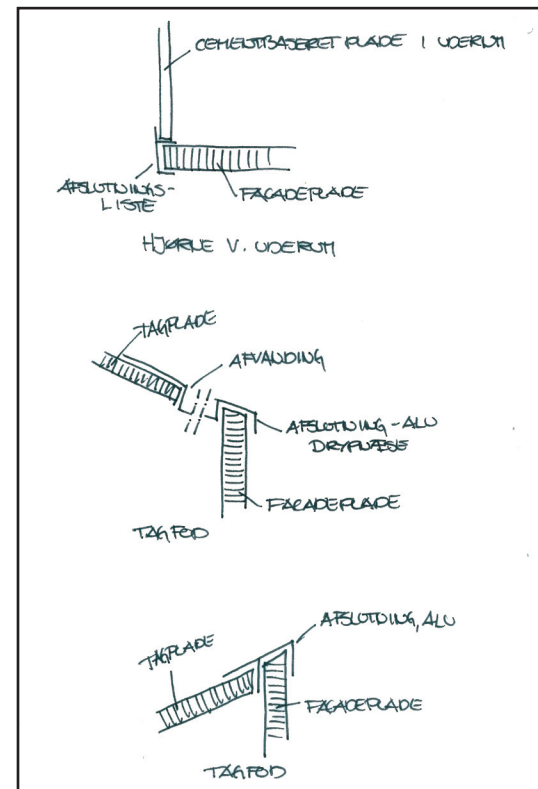 CEMENTBASERET PLADE I UDERUM
AFSLUTNINGS-
LISTE
FACADEPLADE
HJØRNE V. UDERUM
TAGPLADE
AFVANDING
AFSLUTNING - ALU
DRYPNÆSE
FACADEPLADE
TAGFOD
AFSLUTNING, ALU
TAGPLADE
FACADEPLADE
TAGFOD